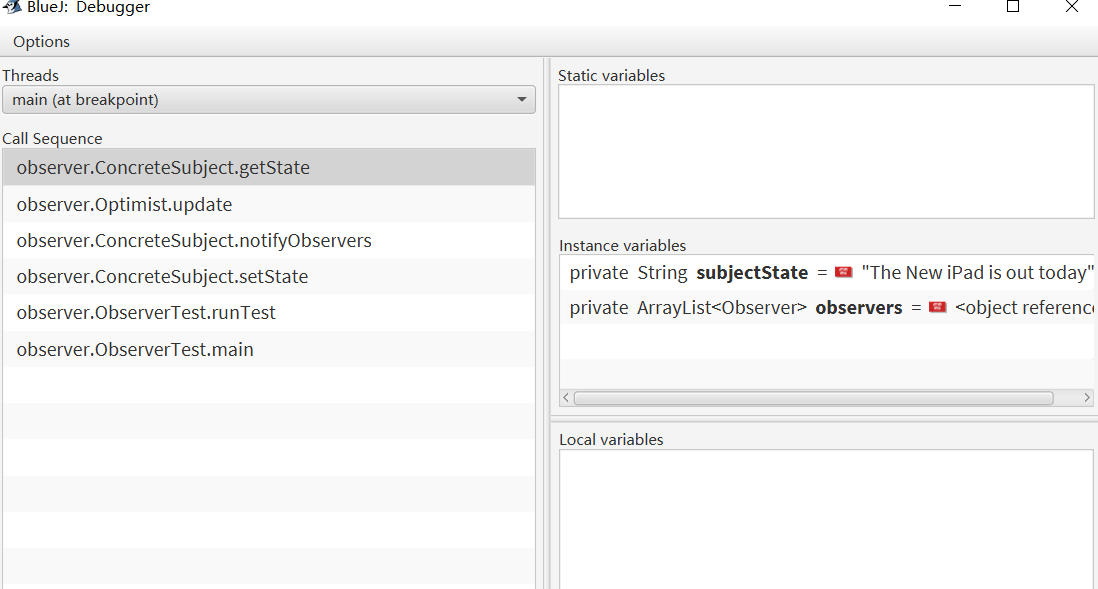 BlueJ: Debugger
Options
Threads
main (at breakpoint)
Call Sequence
observer.ConcreteSubject.getState
observer.Optimist.update
observer.ConcreteSubject.notifyObservers
observer.ConcreteSubject.setState
observer.ObserverTest.runTest
observer.ObserverTest.main
Static variables
Instance variables
private String subjectState = "The New iPad is out today"
private ArrayList<Observer> observers = <object reference
Local variables